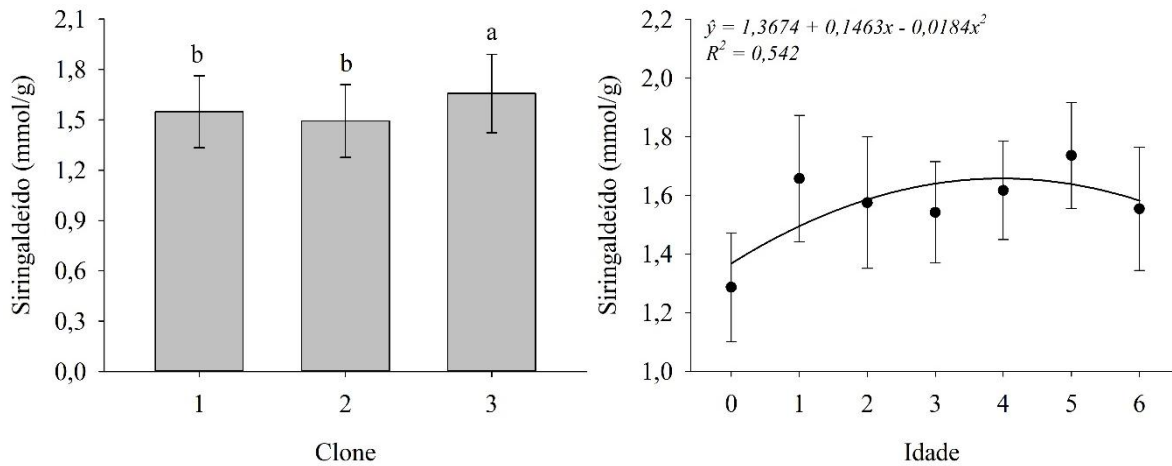 Siringaldeído (mmol/g)
2,1
1,8
1,5
1,2
0,9
0,6
0,3
0,0
b
b
a
1
2
3
Clone
Siringaldeído (mmol/g)
2,2
2,0
1,8
1,6
1,4
1,2
1,0
ŷ = 1,3674 + 0,1463x - 0,0184x²
R² = 0,542
0
1
2
3
4
5
6
Idade